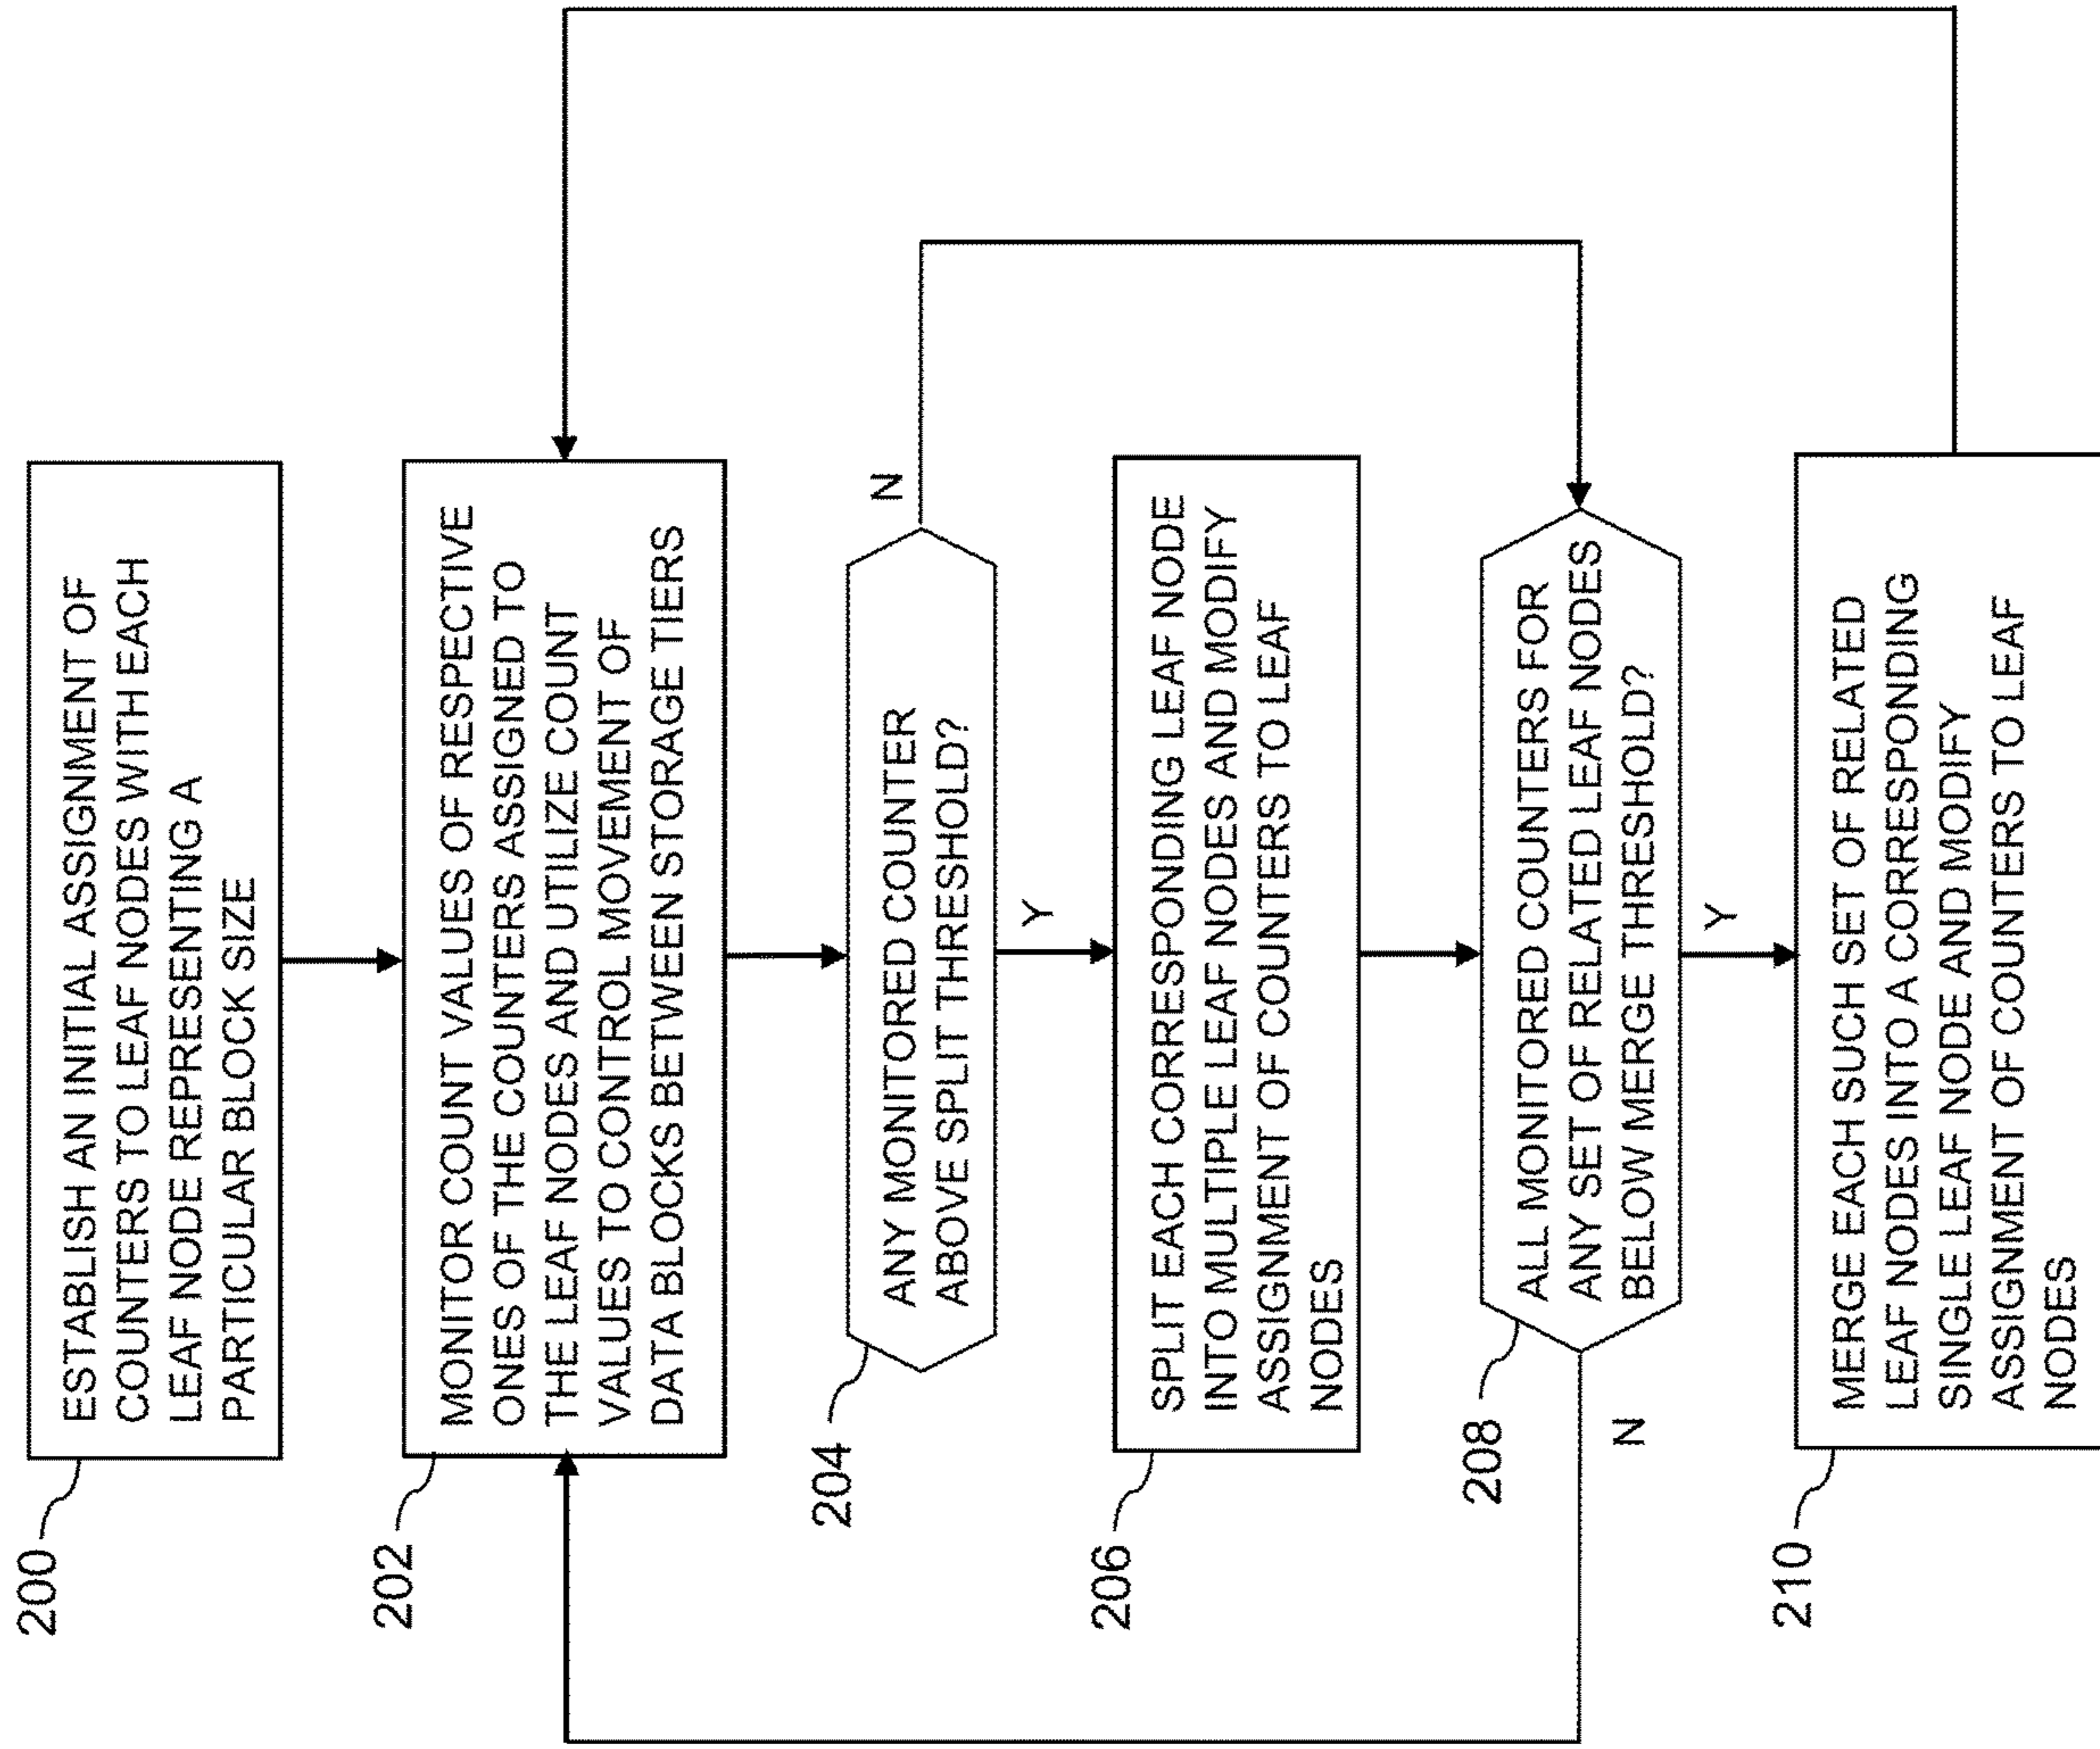 200
ESTABLISH AN INITIAL ASSIGNMENT OF
COUNTERS TO LEAF NODES WITH EACH
LEAF NODE REPRESENTING A
PARTICULAR BLOCK SIZE
202
MONITOR COUNT VALUES OF RESPECTIVE
ONES OF THE COUNTERS ASSIGNED TO
THE LEAF NODES AND UTILIZE COUNT
VALUES TO CONTROL MOVEMENT OF
DATA BLOCKS BETWEEN STORAGE TIERS
204
ANY MONITORED COUNTER
ABOVE SPLIT THRESHOLD?
N
Y
206
SPLIT EACH CORRESPONDING LEAF NODE
INTO MULTIPLE LEAF NODES AND MODIFY
ASSIGNMENT OF COUNTERS TO LEAF
NODES
208
ALL MONITORED COUNTERS FOR
ANY SET OF RELATED LEAF NODES
BELOW MERGE THRESHOLD?
N
Y
210
MERGE EACH SUCH SET OF RELATED
LEAF NODES INTO A CORRESPONDING
SINGLE LEAF NODE AND MODIFY
ASSIGNMENT OF COUNTERS TO LEAF
NODES